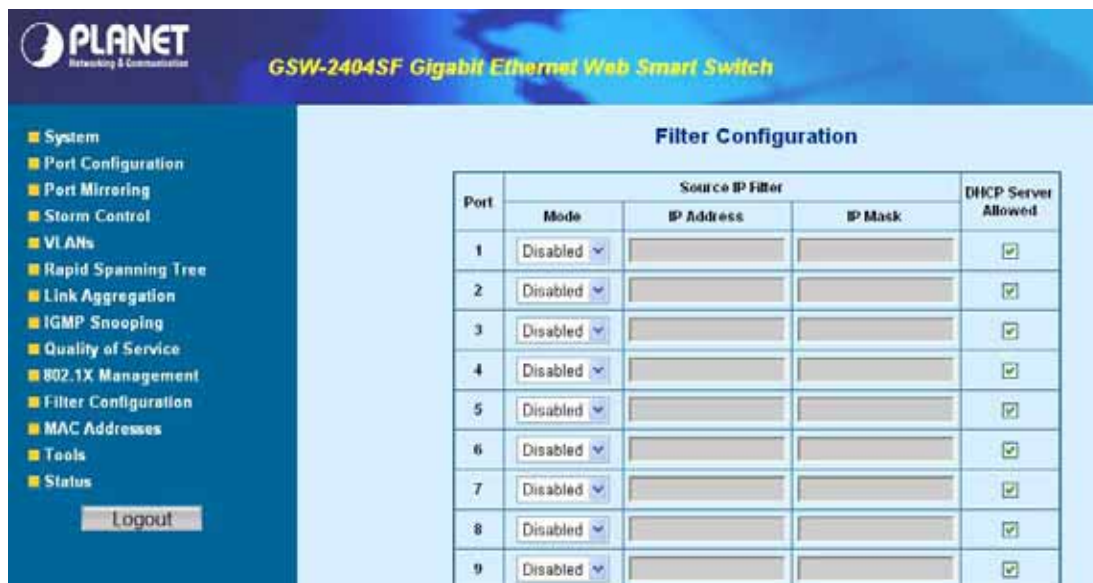 PLANET
Networking & Communication
GSW-2404SF Gigabit Ethernet Web Smart Switch
System
Port Configuration
Port Mirroring
Storm Control
VLANs
Rapid Spanning Tree
Link Aggregation
IGMP Snooping
Quality of Service
802.1X Management
Filter Configuration
MAC Addresses
Tools
Status
Logout
Filter Configuration
Port Source IP Filter DHCP Server Allowed
Mode IP Address IP Mask
1 Disabled
2 Disabled
3 Disabled
4 Disabled
5 Disabled
6 Disabled
7 Disabled
8 Disabled
9 Disabled